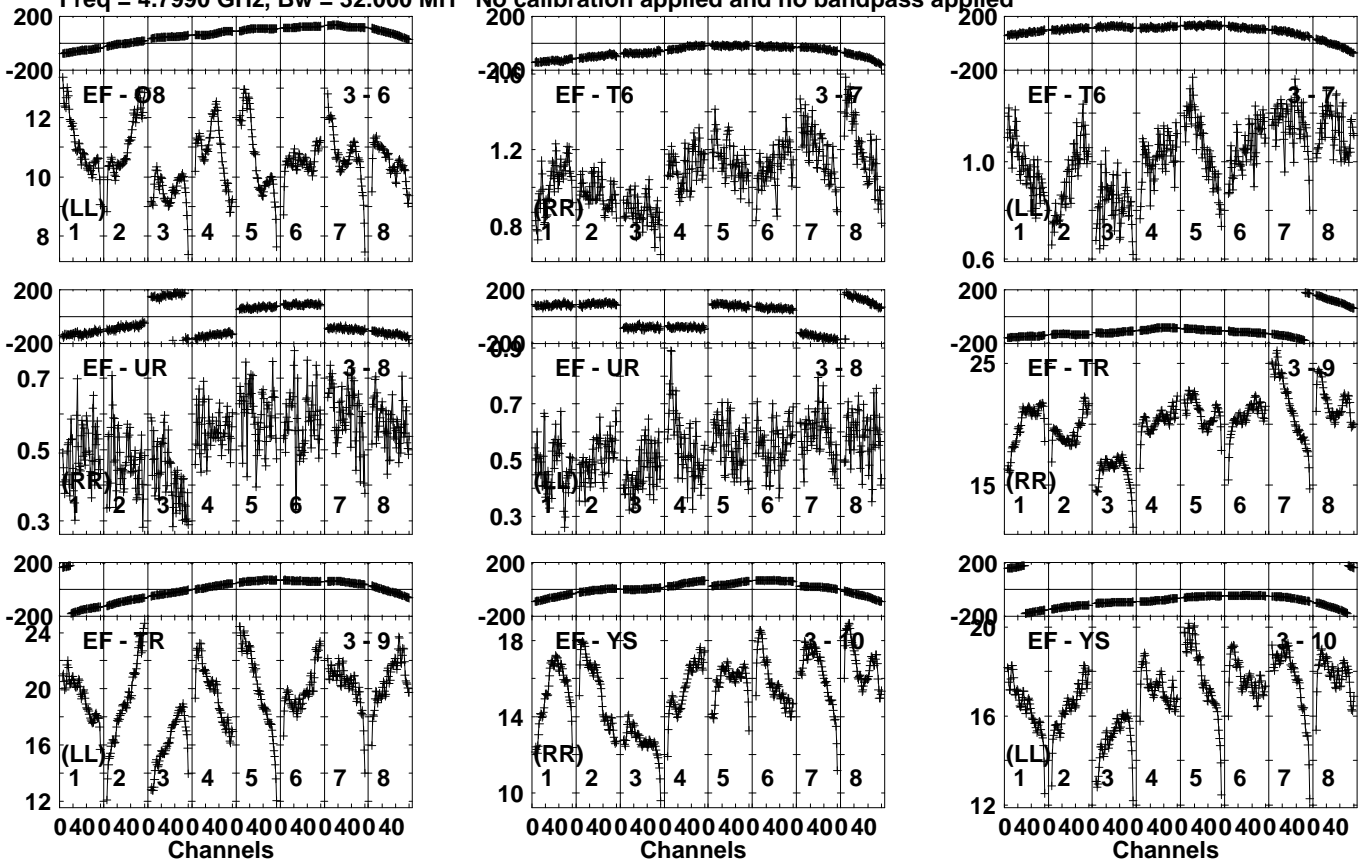 Freq = 4.7990 GHz, Bw = 32.000 MH No calibration applied and no bandpass applied
200 200 200
-200 -200 -200
EF - O8 3 - 6 EF - T6 3 - 7 EF - T6 3 - 7
12 1.6
10 1.2 1.0
8 0.8 0.6
(LL) (RR) (LL)
1 2 3 4 5 6 7 8 1 2 3 4 5 6 7 8 1 2 3 4 5 6 7 8
200 200 200
-200 -200 -200
EF - UR 3 - 8 EF - UR 3 - 8 EF - TR 3 - 9
0.7 0.9 25
0.5 0.7 15
0.3 0.5
0.3
(RR) (LL) (RR)
1 2 3 4 5 6 7 8 1 2 3 4 5 6 7 8 1 2 3 4 5 6 7 8
200 200 200
-200 -200 -200
EF - TR 3 - 9 EF - YS 3 - 10 EF - YS 3 - 10
24 18 20
20 14 16
16 10 12
12
(LL) (RR) (LL)
1 2 3 4 5 6 7 8 1 2 3 4 5 6 7 8 1 2 3 4 5 6 7 8
0 40 0 40 0 40 0 40 0 40 0 40 0 40 0 40 0 40 0 40 0 40 0 40 0 40 0 40 0 40 0 40 0 40 0 40 0 40 0 40 0 40 0 40 0 40 0 40
Channels Channels Channels